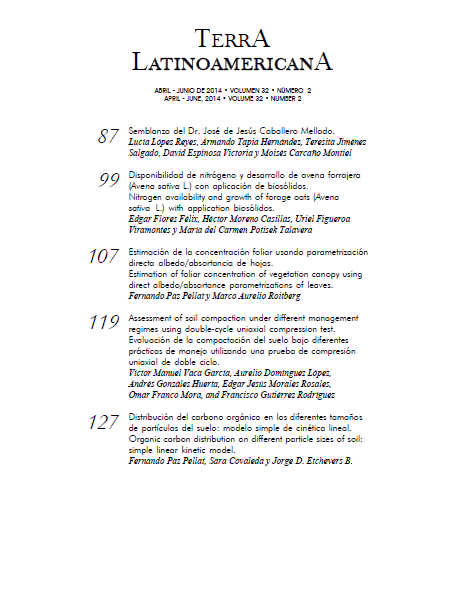 TERRA
LATINOAMERICANA
ABRIL - JUNIO DE 2014 • VOLUMEN 32 • NÚMERO 2
APRIL - JUNE, 2014 • VOLUME 32 • NUMBER 2
87 Semblanza del Dr. José de Jesús Caballero Mellado.
Lucía López Reyes, Armando Tapia Hernández, Teresita Jiménez
Salgado, David Espinosa Victoria y Moisés Carcaño Montiel
99 Disponibilidad de nitrógeno y desarrollo de avena forrajera
(Avena sativa L.) con aplicación de biosólidos.
Nitrogen availability and growth of forage oats (Avena
sativa L.) with application biosólidos.
Edgar Flores Félix, Héctor Moreno Casillas, Uriel Figueroa
Viramontes y María del Carmen Potisek Talavera
107 Estimación de la concentración foliar usando parametrización
directa albedo/absortancia de hojas.
Estimation of foliar concentration of vegetation canopy using
direct albedo/absortance parametrizations of leaves.
Fernando Paz Pellat y Marco Aurelio Roitberg
119 Assessment of soil compaction under different management
regimes using double-cycle uniaxial compression test.
Evaluación de la compactación del suelo bajo diferentes
prácticas de manejo utilizando una prueba de compresión
uniaxial de doble ciclo.
Víctor Manuel Vaca García, Aurelio Domínguez López,
Andrés González Huerta, Edgar Jesús Morales Rosales,
Omar Franco Mora, and Francisco Gutiérres Rodríguez
127 Distribución del carbono orgánico en los diferentes tamaños
de partículas del suelo: modelo simple de cinética lineal.
Organic carbon distribution on different particle sizes of soil:
simple linear kinetic model.
Fernando Paz Pellat, Sara Covaleda y Jorge D. Etchevers B.